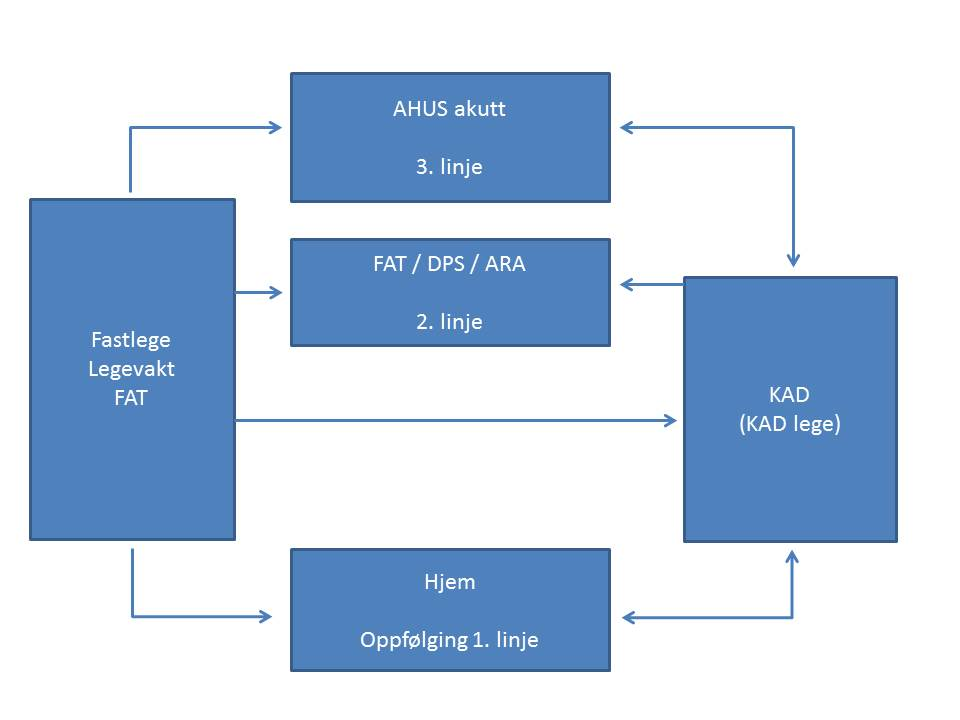 AHUS akutt
3. linje
FAT / DPS / ARA
2. linje
Fastlege
Legevakt
FAT
KAD
(KAD lege)
Hjem
Oppfølging 1. linje